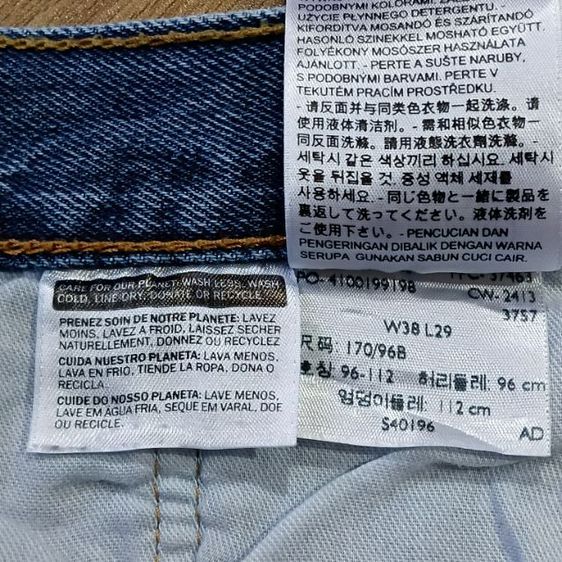 PODOBNYMI KOLORAMI. ZALECANE
UŻYCIE PŁYNNEGO DETERGENTU. -
KIFORDÍTVA MOSANDÓ ÉS SZÁRÍTANDÓ
HASONLÓ SZINEKKEL MOSHATÓ EGYÜTT.
FOLYÉKONY MOSÓSZER HASZNÁLATA
AJÁNLOTT. - PERTE A SUŠTE NARUBY,
S PODOBNÝMI BARVAMI. PERTE V
TEKUTÉM PRACÍM PROSTŘEDKU.
- 请反面并与同类色衣物一起洗涤。请
使用液体清洁剂。- 需和相似色衣物一
同反面洗滌。請用液態洗衣劑洗滌。-
세탁시 같은 색상끼리 하십시요. 세탁시
옷을 뒤집을 것. 중성 액체 세제를
사용하세요. - 同じ色物と一緒に製品を
裏返して洗ってください。液体洗剤を
ご使用下さい。- PENCUCIAN DAN
PENGERINGAN DIBALIK DENGAN WARNA
SERUPA GUNAKAN SABUN CUCI CAIR.
CARE FOR OUR PLANET: WASH LESS, WASH
COLD, LINE DRY, DONATE OR RECYCLE.
PRENEZ SOIN DE NOTRE PLANETE: LAVEZ
MOINS, LAVEZ A FROID, LAISSEZ SECHER
NATURELLEMENT, DONNEZ OU RECYCLEZ
CUIDA NUESTRO PLANETA: LAVA MENOS,
LAVA EN FRIO, TIENDE LA ROPA, DONA O
RECICLA.
CUIDE DO NOSSO PLANETA: LAVE MENOS,
LAVE EM ÁGUA FRIA, SEQUE EM VARAL, DOE
OU RECICLE.
PO- 4100199198 TFC- 37463
CW- 2413
3757
W38 L29
尺码: 170/96B
호칭 96-112 허리둘레: 96 cm
엉덩이둘레: 112 cm
S40196
AD